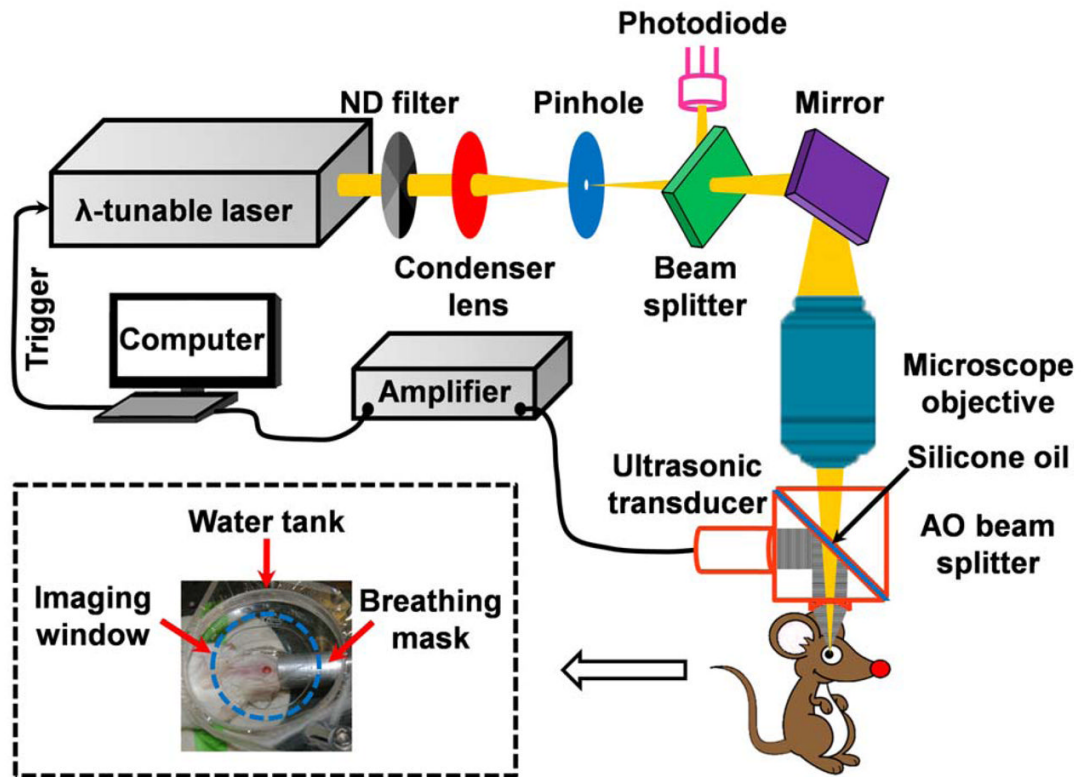 Photodiode
ND filter
Pinhole
Mirror
λ-tunable laser
Condenser
lens
Beam
splitter
Trigger
Computer
Amplifier
Microscope
objective
Silicone oil
Ultrasonic
transducer
AO beam
splitter
Water tank
Imaging
window
Breathing
mask